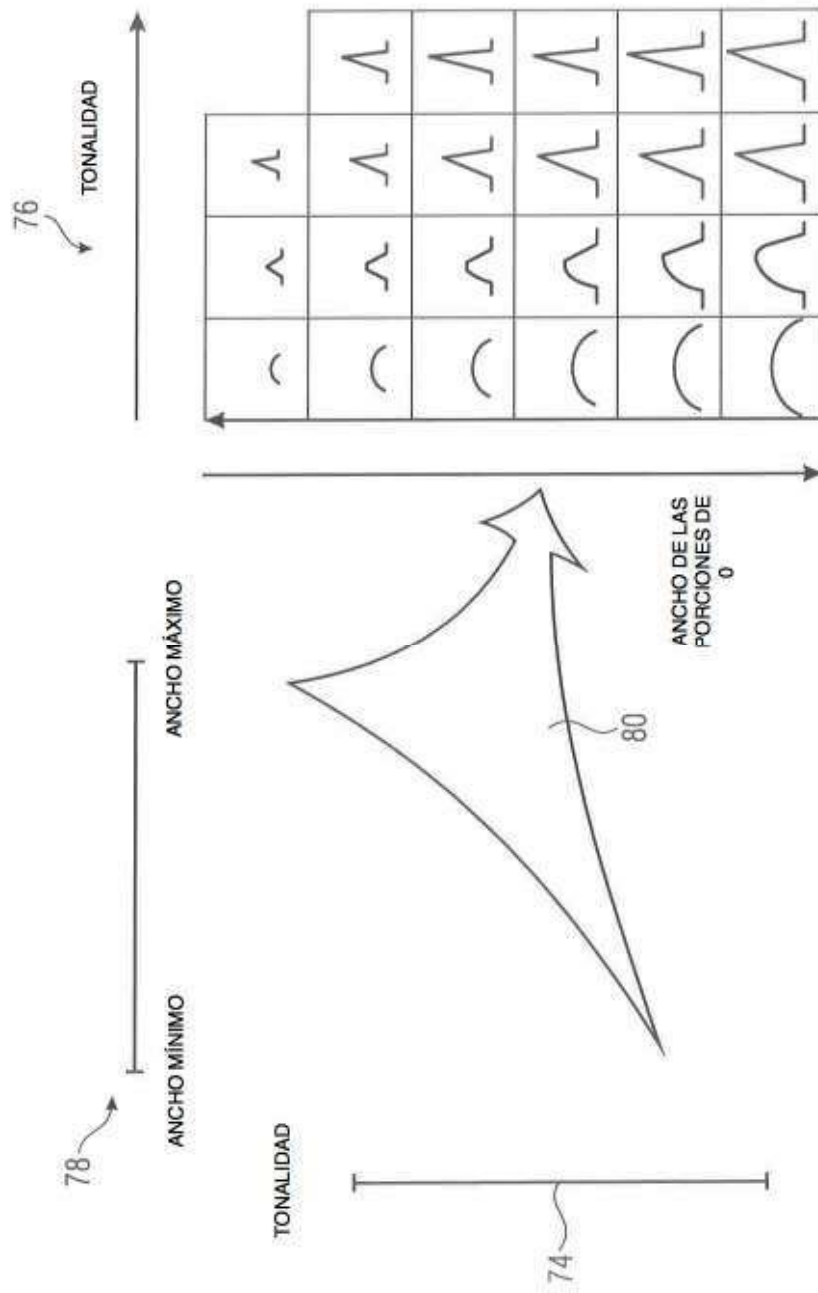 78
ANCHO MÍNIMO
ANCHO MÁXIMO
76
TONALIDAD
TONALIDAD
74
80
ANCHO DE LAS
PORCIONES DE
0